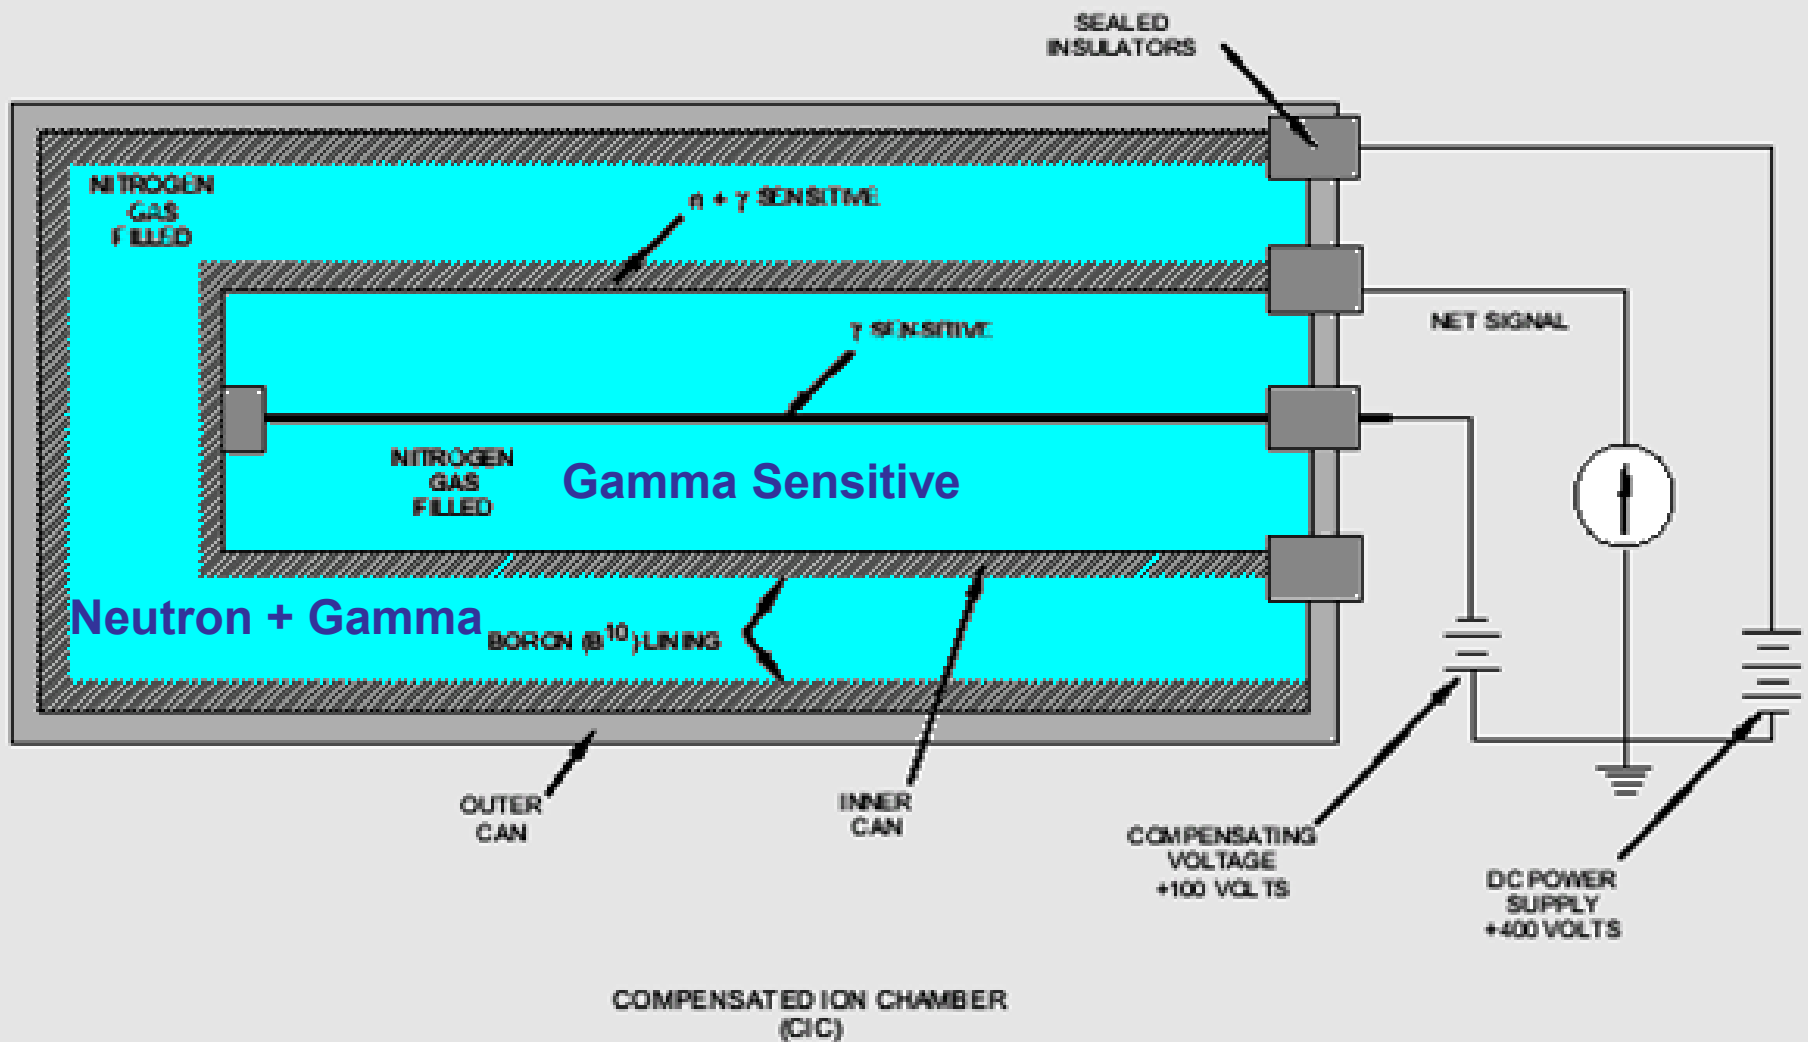 SEALED
INSULATORS
NITROGEN
GAS
FILLED
n + γ SENSITIVE
γ SENSITIVE
NET SIGNAL
NITROGEN
GAS
FILLED
Gamma Sensitive
Neutron + Gamma
BORON (B¹⁰) LINING
OUTER
CAN
INNER
CAN
COMPENSATING
VOLTAGE
+100 VOLTS
DC POWER
SUPPLY
+400 VOLTS
COMPENSATED ION CHAMBER
(CIC)